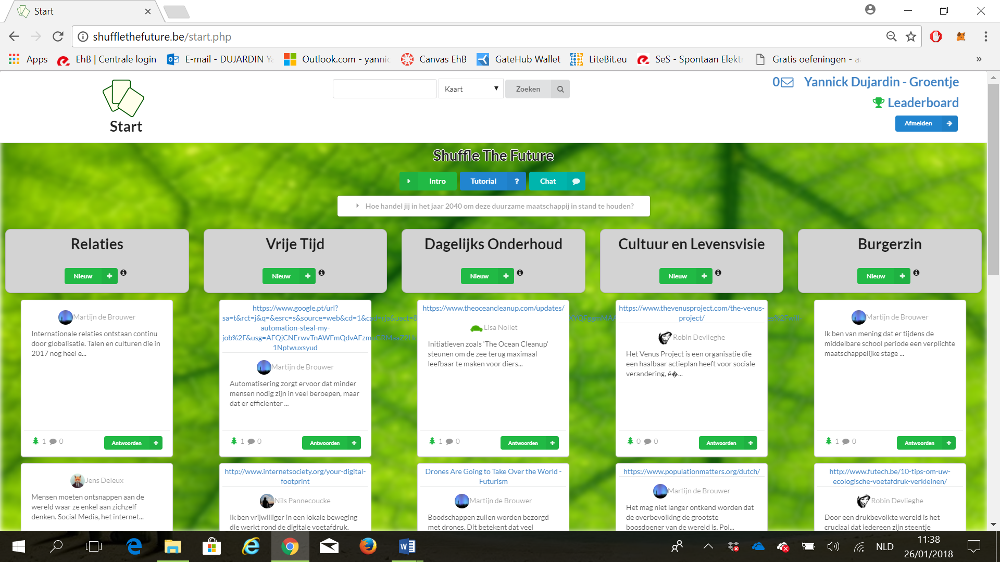 Start
shufflethefuture.be/start.php
Apps
EhB | Centrale login
E-mail - DUJARDIN Ya
Outlook.com - yannic
Canvas EhB
GateHub Wallet
LiteBit.eu
SeS - Spontaan Elektr
Gratis oefeningen - a
»
Start
Kaart
Zoeken
0
Yannick Dujardin - Groentje
Leaderboard
Afmelden
Shuffle The Future
Intro
Tutorial ?
Chat
Hoe handel jij in het jaar 2040 om deze duurzame maatschappij in stand te houden?
Relaties
Nieuw +
Martijn de Brouwer
Internationale relaties ontstaan continu
door globalisatie. Talen en culturen die in
2017 nog heel e...
1 0
Antwoorden +
Jens Deleux
Mensen moeten ontsnappen aan de
wereld waar ze enkel aan zichzelf
denken. Social Media, het internet...
Vrije Tijd
Nieuw +
https://www.google.pt/url?
sa=t&rct=j&q=&esrc=s&source=web&cd=1&cad=rja&uact=8
automation-steal-my-
job%2F&usg=AFQjCNErwvTnAWFmQdvAFzm
1Nptwuxsyud
Martijn de Brouwer
Automatisering zorgt ervoor dat minder
mensen nodig zijn in veel beroepen, maar
dat er efficiënter ...
1 0
Antwoorden +
http://www.internetsociety.org/your-digital-
footprint
Nils Pannecoucke
Ik ben vrijwilliger in een lokale beweging
die werkt rond de digitale voetafdruk.
Dagelijks Onderhoud
Nieuw +
https://www.theoceancleanup.com/updates/
Lisa Nollet
Initiatieven zoals 'The Ocean Cleanup'
steunen om de zee terug maximaal
leefbaar te maken voor diers...
1 0
Antwoorden +
Drones Are Going to Take Over the World -
Futurism
Martijn de Brouwer
Boodschappen zullen worden bezorgd
met drones. Dit betekent dat veel
Cultuur en Levensvisie
Nieuw +
https://www.thevenusproject.com/the-venus-
project/
Robin Devlieghe
Het Venus Project is een organisatie die
een haalbaar actieplan heeft voor sociale
verandering, é�...
0 0
Antwoorden +
https://www.populationmatters.org/dutch/
Martijn de Brouwer
Het mag niet langer ontkend worden dat
de overbevolking de grootste
boosdoener van de wereld is. Pol...
Burgerzin
Nieuw +
Martijn de Brouwer
Ik ben van mening dat er tijdens de
middelbare school periode een verplichte
maatschappelijke stage ...
1 0
Antwoorden +
http://www.futech.be/10-tips-om-uw-
ecologische-voetafdruk-verkleinen/
Robin Devlieghe
Door een drukbevolkte wereld is het
cruciaal dat iedereen zijn steentje
NLD
11:38
26/01/2018